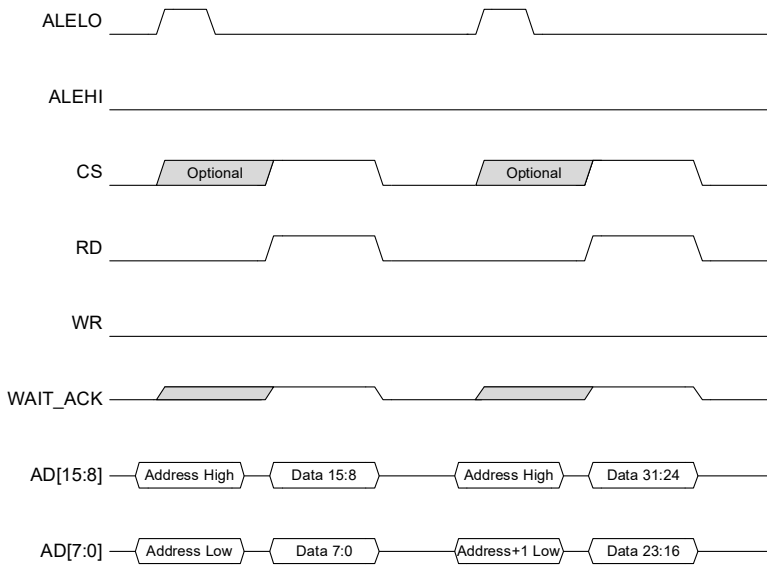 ALELO
ALEHI
CS Optional Optional
RD
WR
WAIT_ACK
AD[15:8] Address High Data 15:8 Address High Data 31:24
AD[7:0] Address Low Data 7:0 Address+1 Low Data 23:16